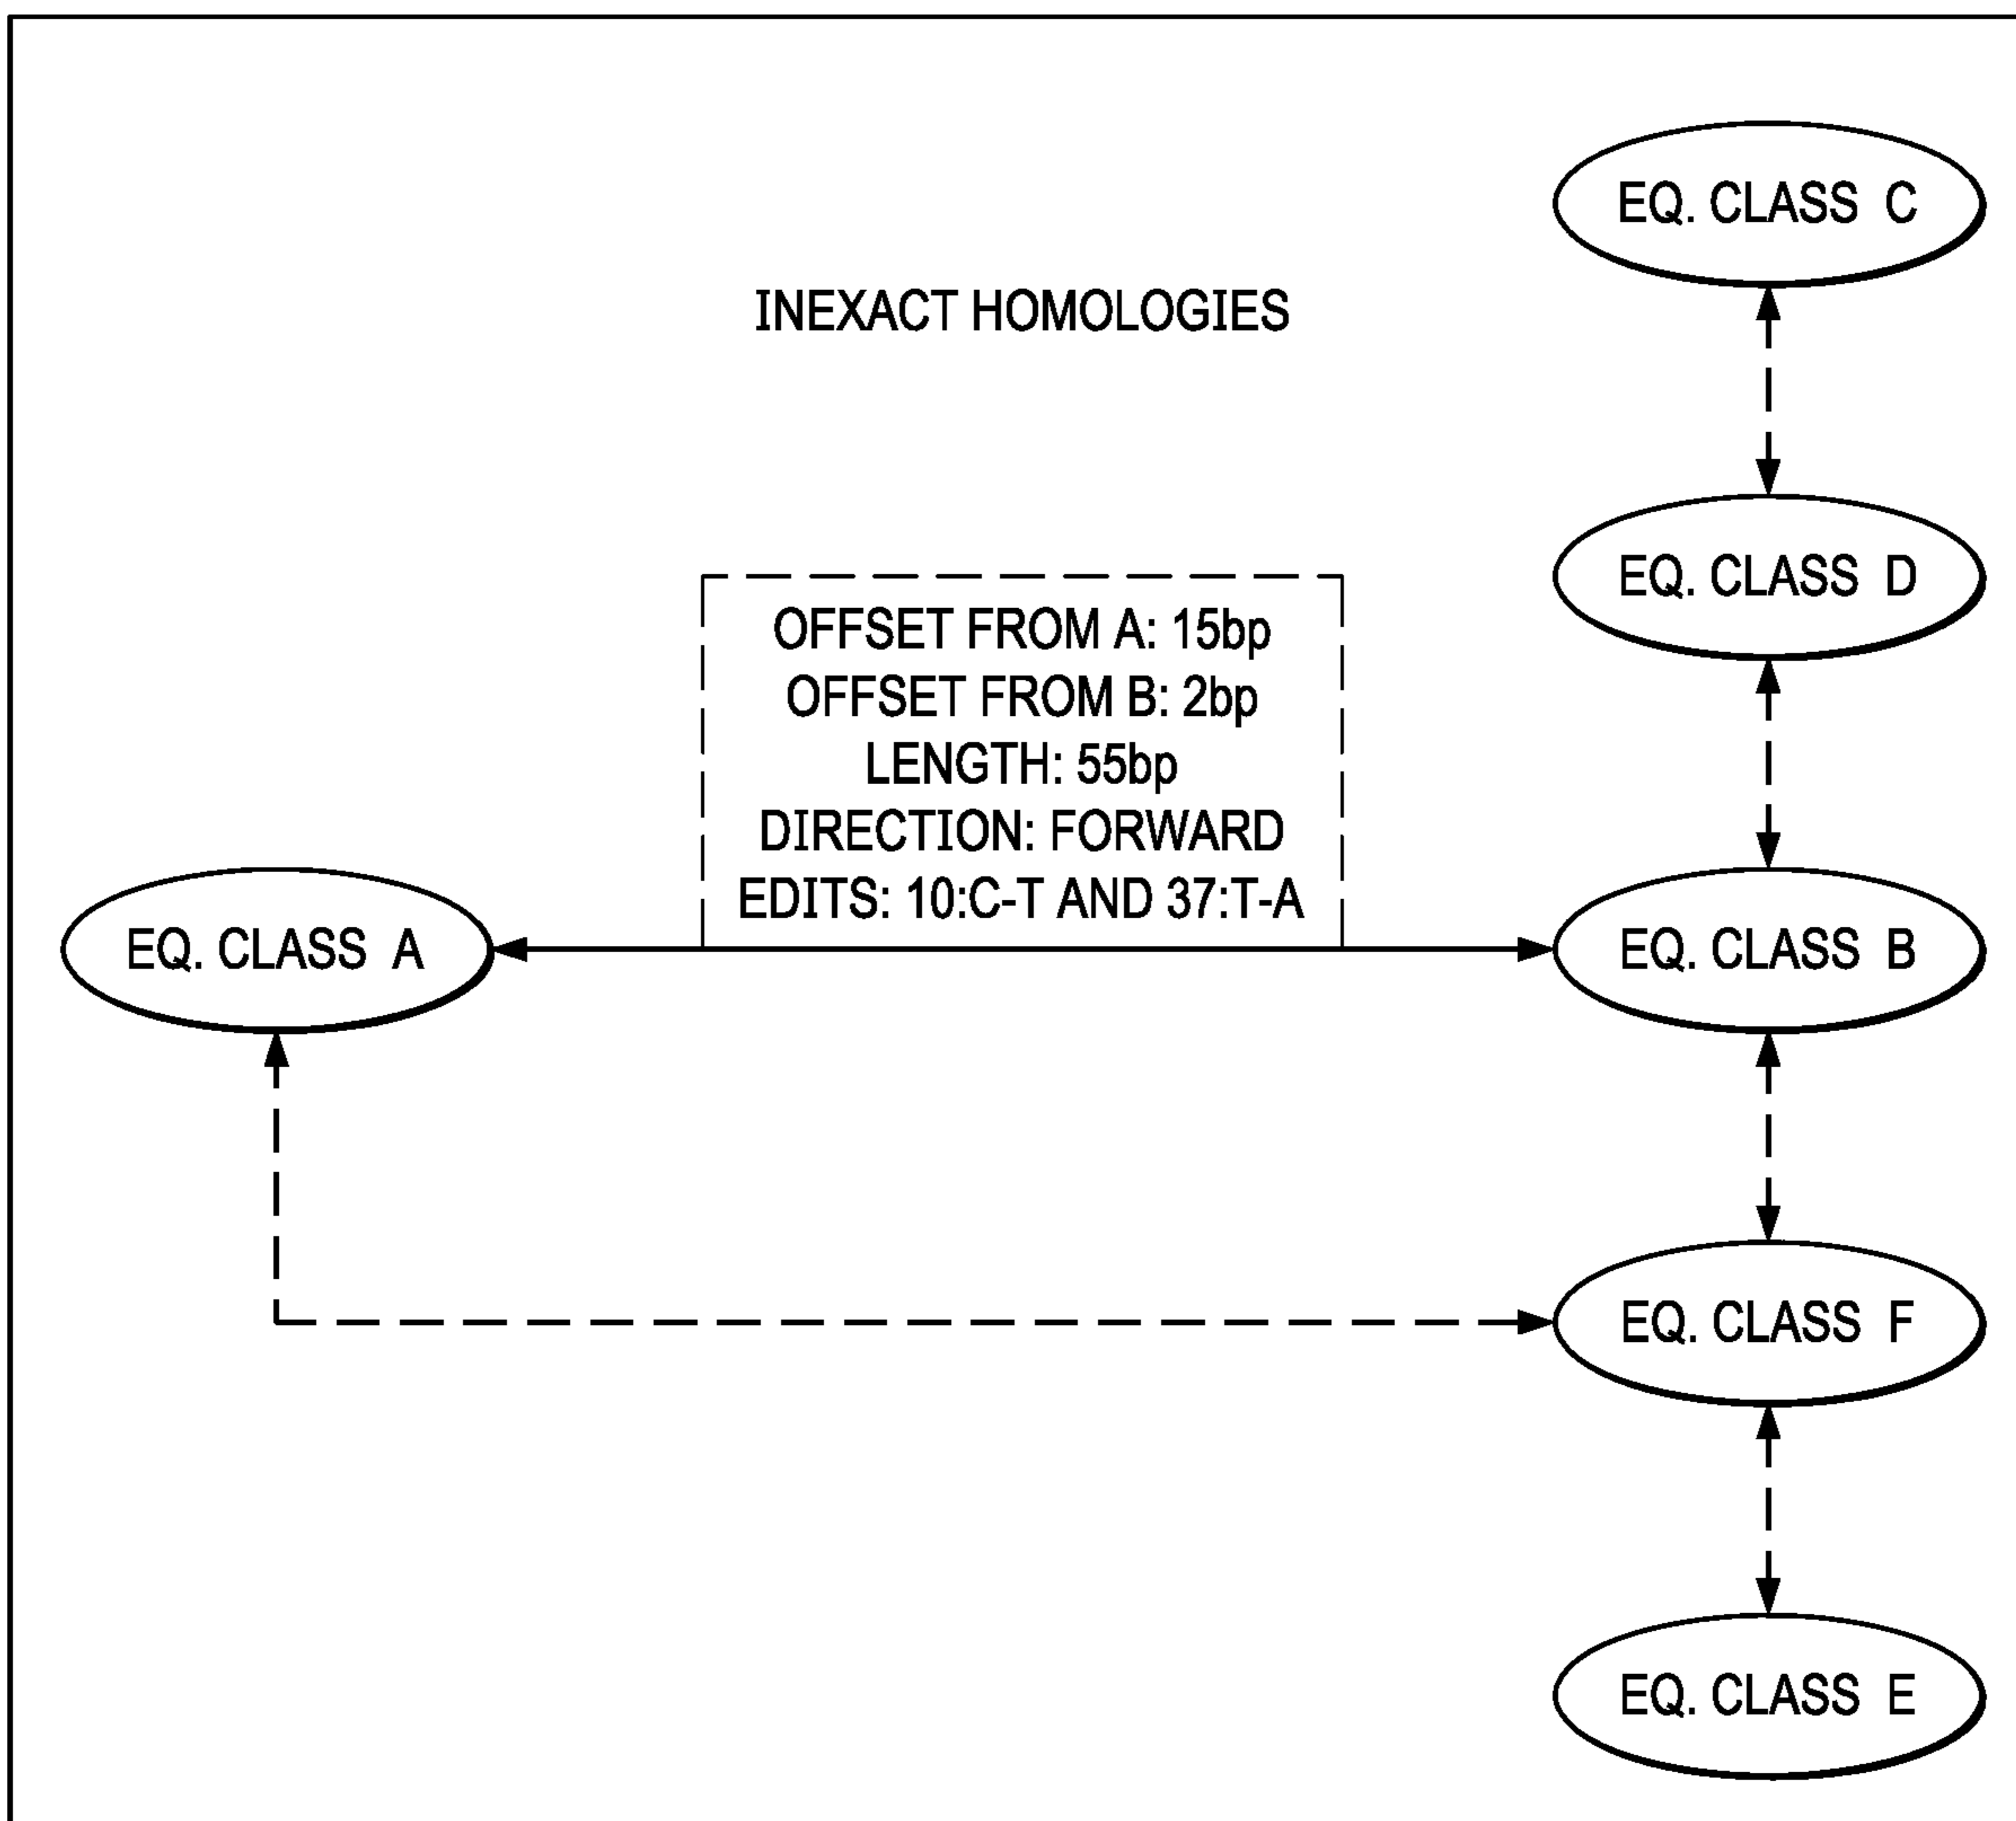 EQ. CLASS C
INEXACT HOMOLOGIES
EQ. CLASS D
OFFSET FROM A: 15bp
OFFSET FROM B: 2bp
LENGTH: 55bp
DIRECTION: FORWARD
EDITS: 10:C-T AND 37:T-A
EQ. CLASS A
EQ. CLASS B
EQ. CLASS F
EQ. CLASS E